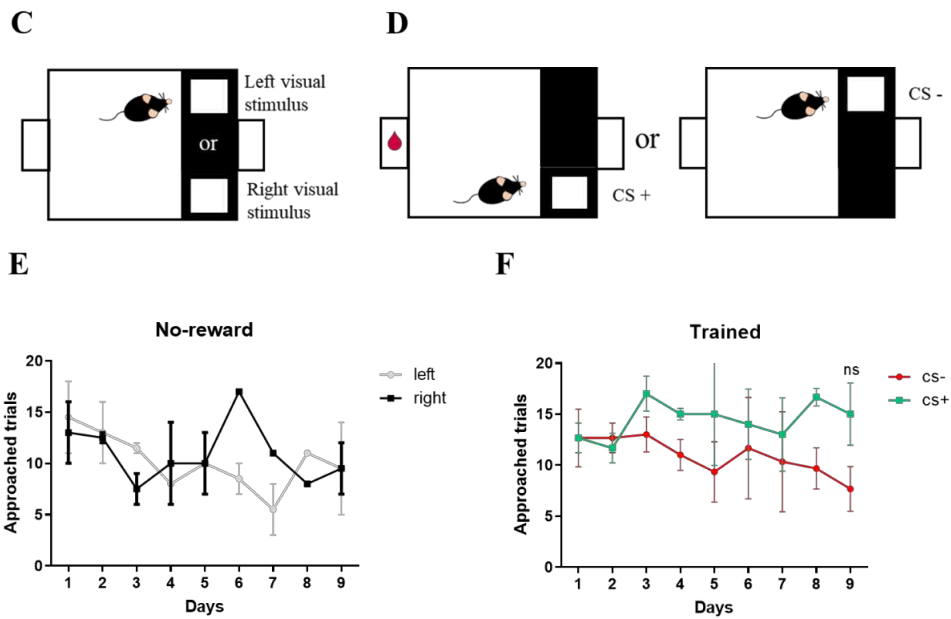 C
D
Left visual
stimulus
or
Right visual
stimulus
CS +
or
CS -
E
F
No-reward
Approached trials
20
15
10
5
0
1 2 3 4 5 6 7 8 9
Days
left
right
Trained
Approached trials
20
15
10
5
0
1 2 3 4 5 6 7 8 9
Days
ns
cs-
cs+